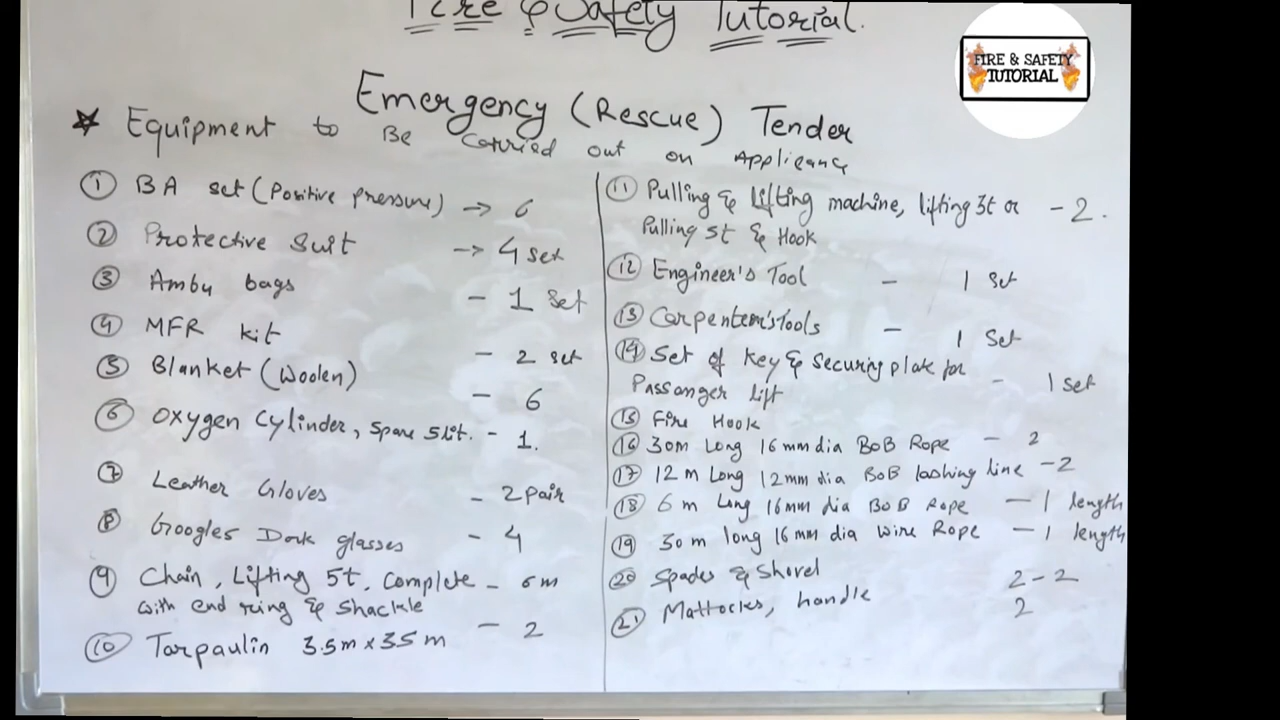 Fire & Safety Tutorial.
FIRE & SAFETY
TUTORIAL
Emergency (Rescue) Tender
☆ Equipment to Be Carried out on Appliance
① BA set (Positive pressure) -> 6
② Protective Suit -> 4 set
③ Ambu bags - 1 set
④ MFR kit - 2 set
⑤ Blanket (Woolen) - 6
⑥ Oxygen Cylinder, Spare 5 lit. - 1.
⑦ Leather Gloves - 2 pair
⑧ Googles Dark glasses - 4
⑨ Chain, Lifting 5t, Complete - 6m
with end ring & Shackle
⑩ Tarpaulin 3.5m x 3.5 m - 2
⑪ Pulling & Lifting machine, lifting 3t or - 2.
Pulling 5t & Hook
⑫ Engineer's Tool - 1 Set
⑬ Carpenters'Tools - 1 Set
⑭ Set of Key & Securing plate for
Passanger lift - 1 set
⑮ Fire Hook
⑯ 30m Long 16mm dia BoB Rope - 2
⑰ 12 m Long 12mm dia BoB lashing line - 2
⑱ 6 m Long 16mm dia BoB Rope - 1 length
⑲ 30 m long 16 mm dia Wire Rope - 1 length
⑳ Spades & Shovel 2 - 2
㉑ Mattocks, handle 2